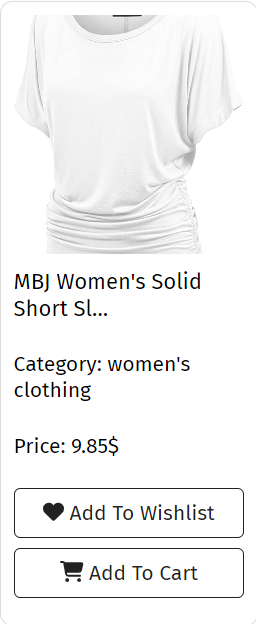 MBJ Women's Solid
Short Sl...
Category: women's
clothing
Price: 9.85$
Add To Wishlist
Add To Cart